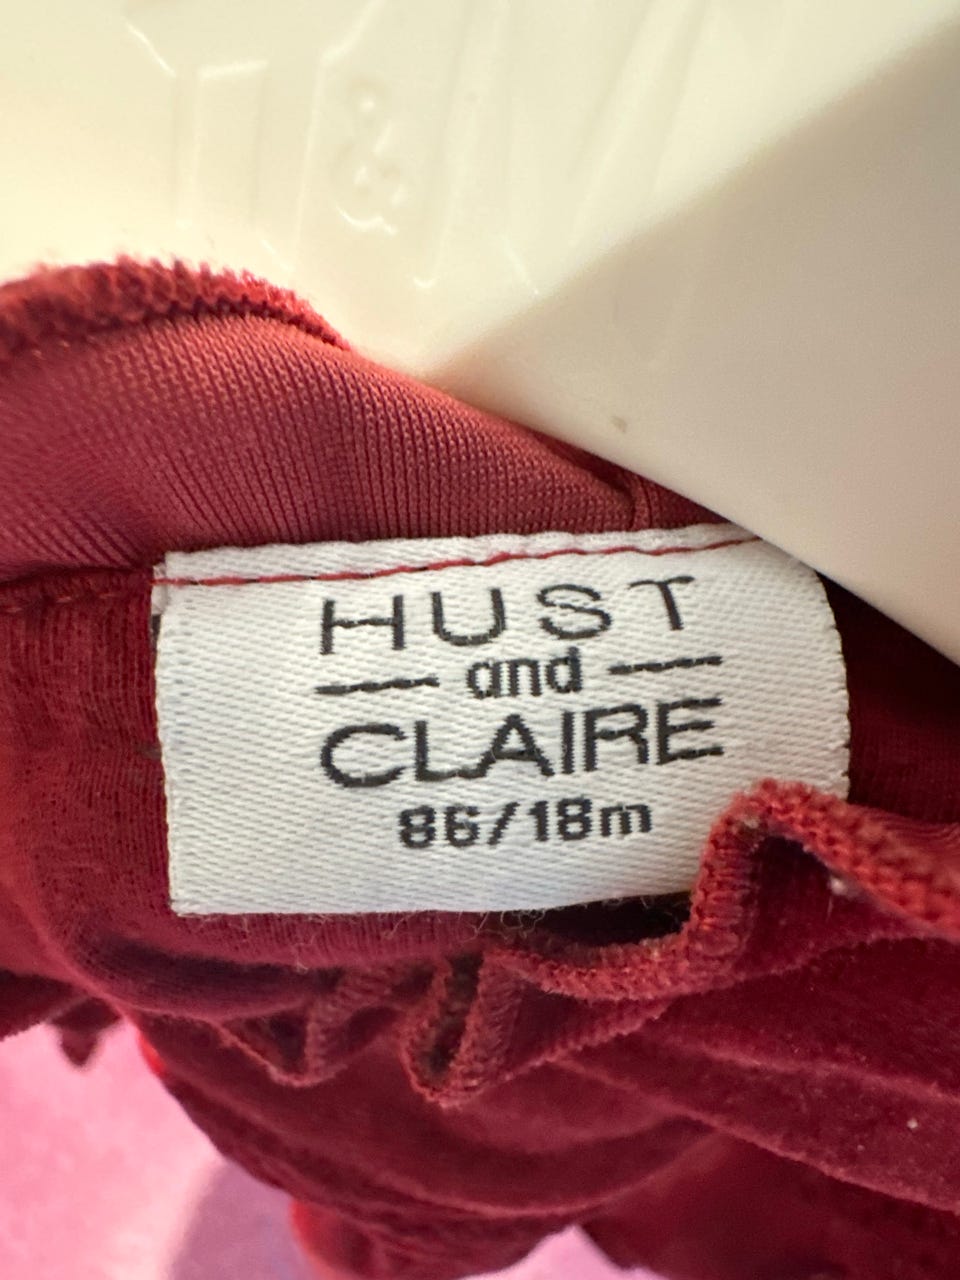 &
HUST
and
CLAIRE
86/18m